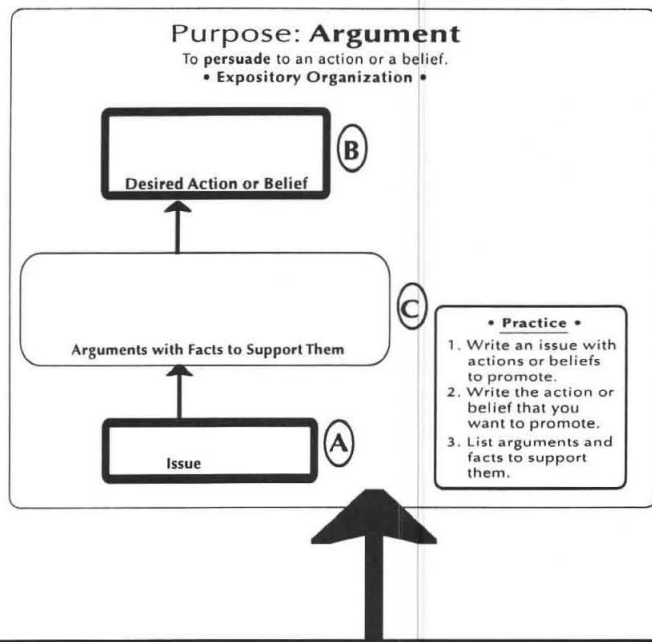 Purpose: Argument
To persuade to an action or a belief.
• Expository Organization •
B
Desired Action or Belief
C
Arguments with Facts to Support Them
A
Issue
• Practice •
1. Write an issue with
actions or beliefs
to promote.
2. Write the action or
belief that you
want to promote.
3. List arguments and
facts to support
them.